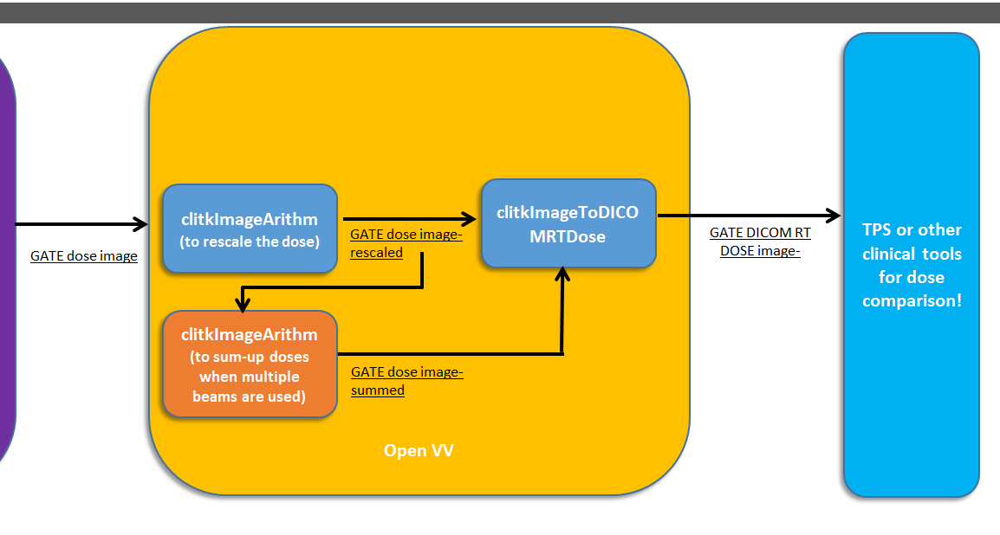 GATE dose image
clitkImageArithm
(to rescale the dose)
GATE dose image-
rescaled
clitkImageToDICO
MRTDose
clitkImageArithm
(to sum-up doses
when multiple
beams are used)
GATE dose image-
summed
Open VV
GATE DICOM RT
DOSE image-
TPS or other
clinical tools
for dose
comparison!